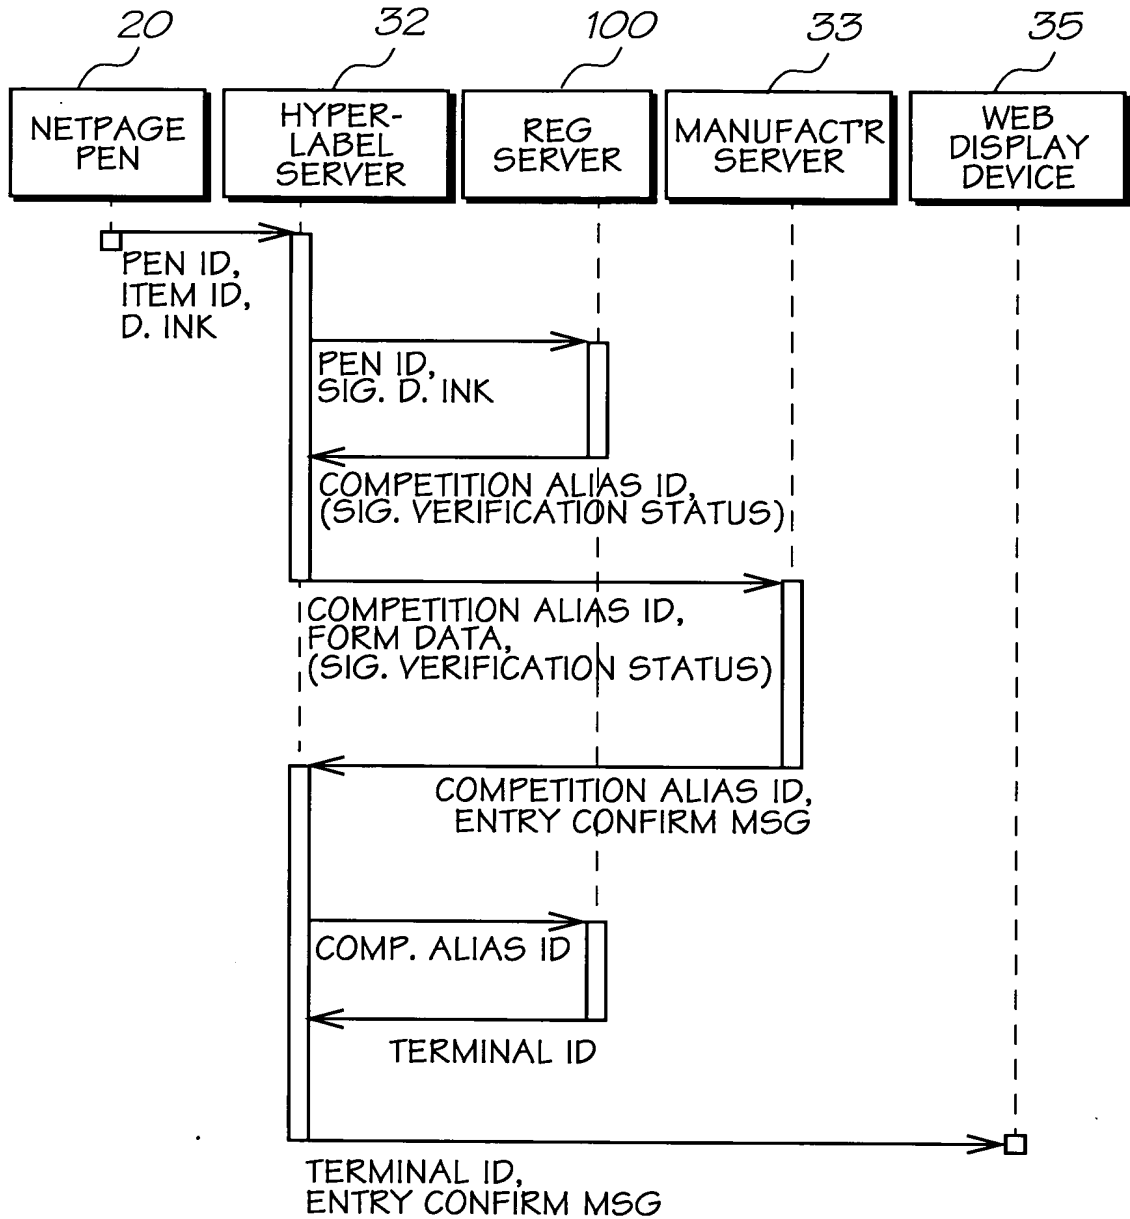 20
32
100
33
35
NETPAGE
PEN
HYPER-
LABEL
SERVER
REG
SERVER
MANUFACT'R
SERVER
WEB
DISPLAY
DEVICE
PEN ID,
ITEM ID,
D. INK
PEN ID,
SIG. D. INK
COMPETITION ALIAS ID,
(SIG. VERIFICATION STATUS)
COMPETITION ALIAS ID,
FORM DATA,
(SIG. VERIFICATION STATUS)
COMPETITION ALIAS ID,
ENTRY CONFIRM MSG
COMP. ALIAS ID
TERMINAL ID
TERMINAL ID,
ENTRY CONFIRM MSG